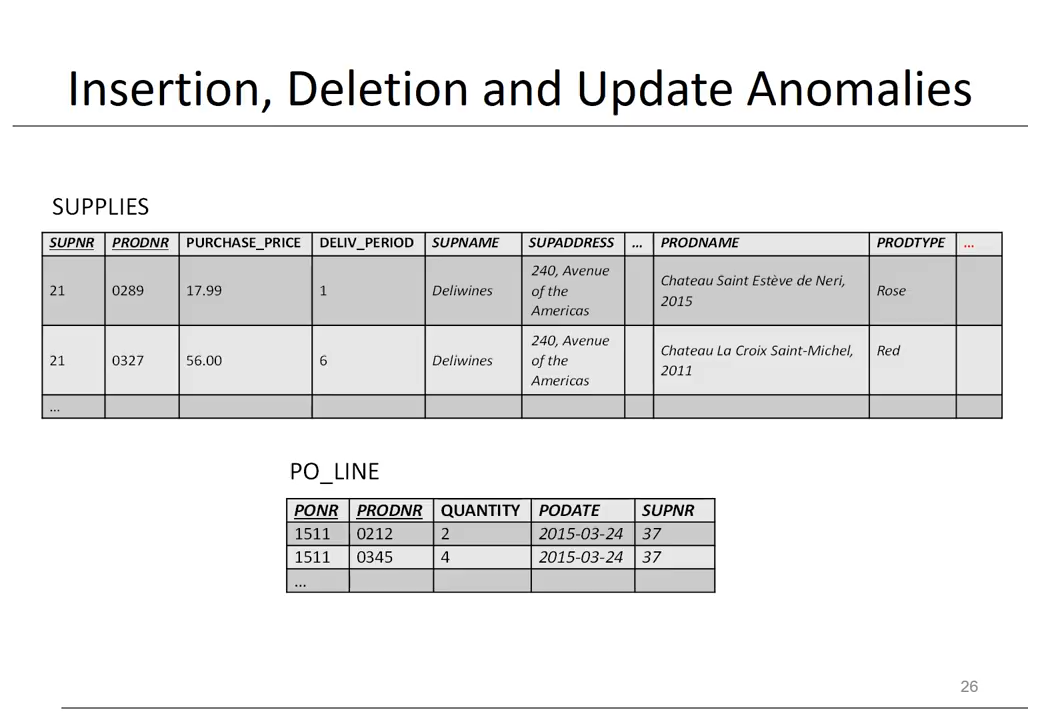 Insertion, Deletion and Update Anomalies
SUPPLIES
SUPNR PRODNR PURCHASE_PRICE DELIV_PERIOD SUPNAME SUPADDRESS ... PRODNAME PRODTYPE ...
21 0289 17.99 1 Deliwines 240, Avenue of the Americas Chateau Saint Estève de Neri, 2015 Rose
21 0327 56.00 6 Deliwines 240, Avenue of the Americas Chateau La Croix Saint-Michel, 2011 Red
...
PO_LINE
PONR PRODNR QUANTITY PODATE SUPNR
1511 0212 2 2015-03-24 37
1511 0345 4 2015-03-24 37
...
26